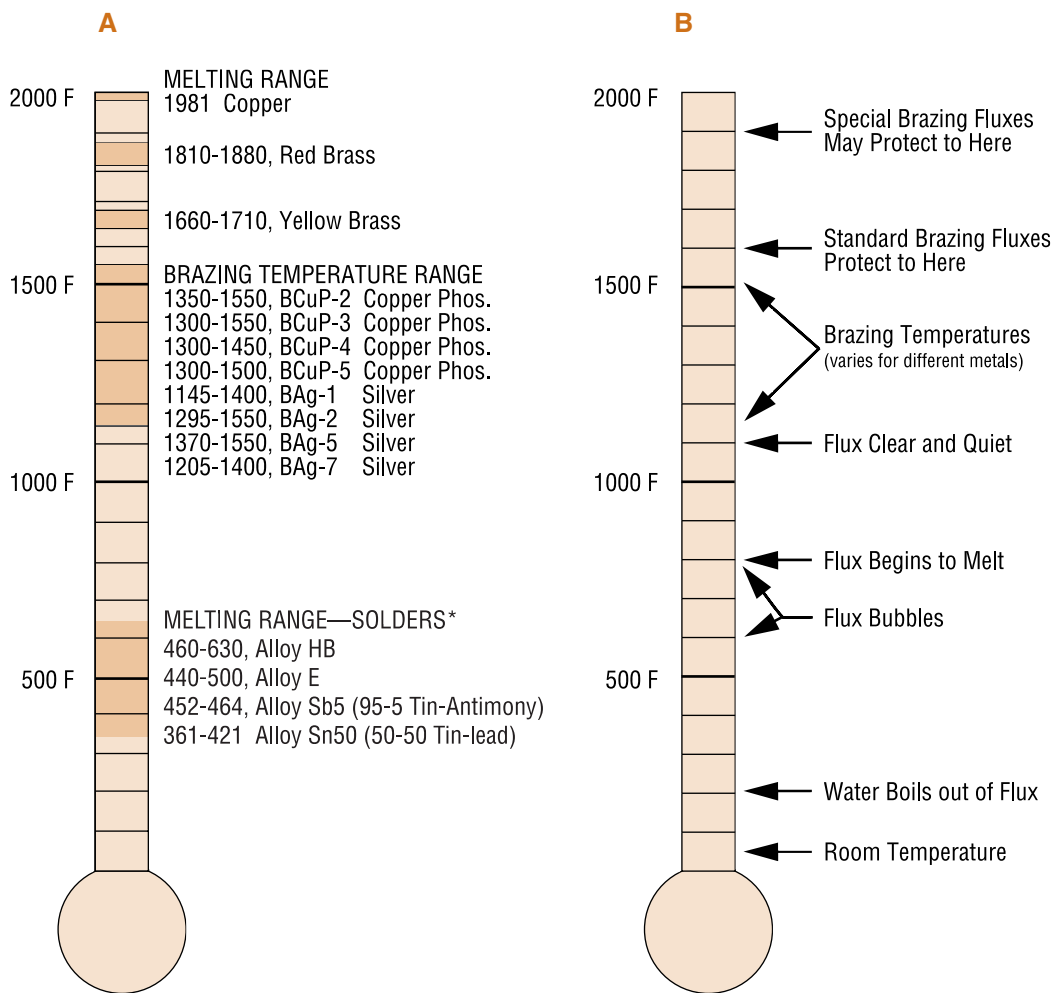 A
MELTING RANGE
2000 F
1981 Copper
1810-1880, Red Brass
1660-1710, Yellow Brass
BRAZING TEMPERATURE RANGE
1500 F
1350-1550, BCuP-2 Copper Phos.
1300-1550, BCuP-3 Copper Phos.
1300-1450, BCuP-4 Copper Phos.
1300-1500, BCuP-5 Copper Phos.
1145-1400, BAg-1 Silver
1295-1550, BAg-2 Silver
1370-1550, BAg-5 Silver
1205-1400, BAg-7 Silver
1000 F
MELTING RANGE—SOLDERS*
460-630, Alloy HB
500 F
440-500, Alloy E
452-464, Alloy Sb5 (95-5 Tin-Antimony)
361-421 Alloy Sn50 (50-50 Tin-lead)
B
2000 F
Special Brazing Fluxes
May Protect to Here
Standard Brazing Fluxes
Protect to Here
1500 F
Brazing Temperatures
(varies for different metals)
Flux Clear and Quiet
1000 F
Flux Begins to Melt
Flux Bubbles
500 F
Water Boils out of Flux
Room Temperature